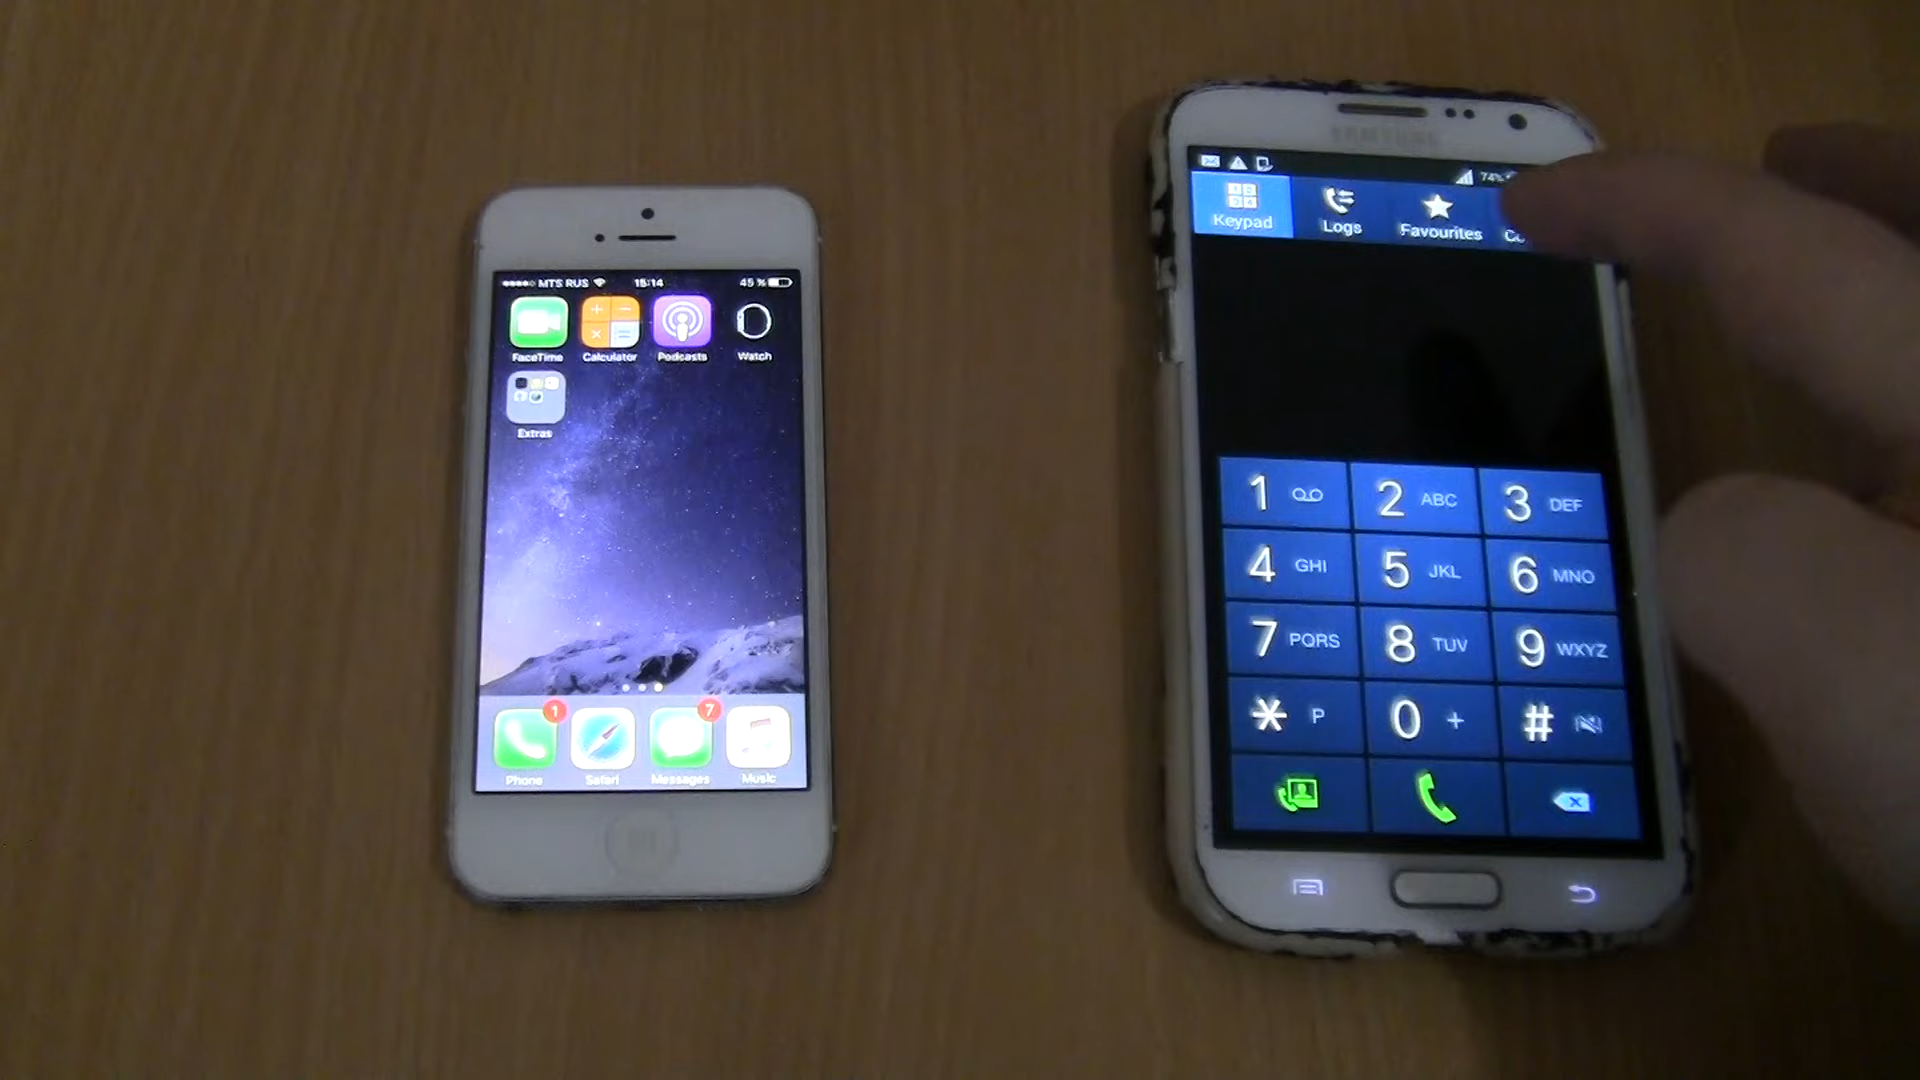 MTS RUS 15:14 45 %
FaceTime Calculator Podcasts Watch
Extras
1 7
Phone Safari Messages Music
SAMSUNG
74%
Keypad Logs Favourites
1 2 ABC 3 DEF
4 GHI 5 JKL 6 MNO
7 PQRS 8 TUV 9 WXYZ
* P 0 + #